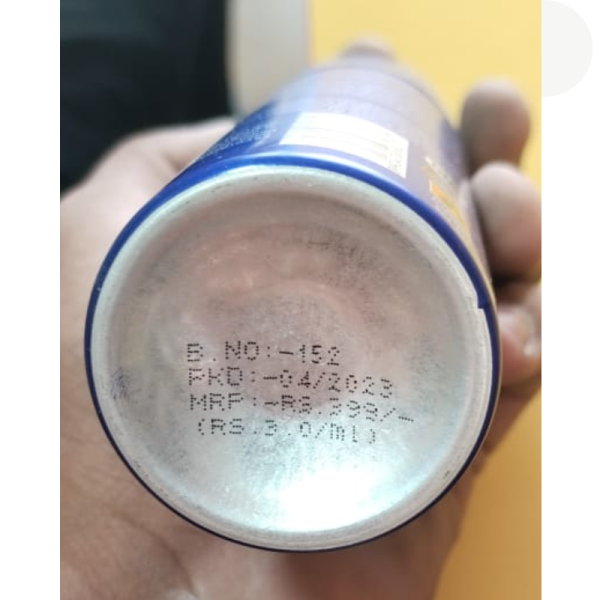 B.NO:-152
PKD:-04/2023
MRP:-RS.399/-
(RS.3.0/ml)